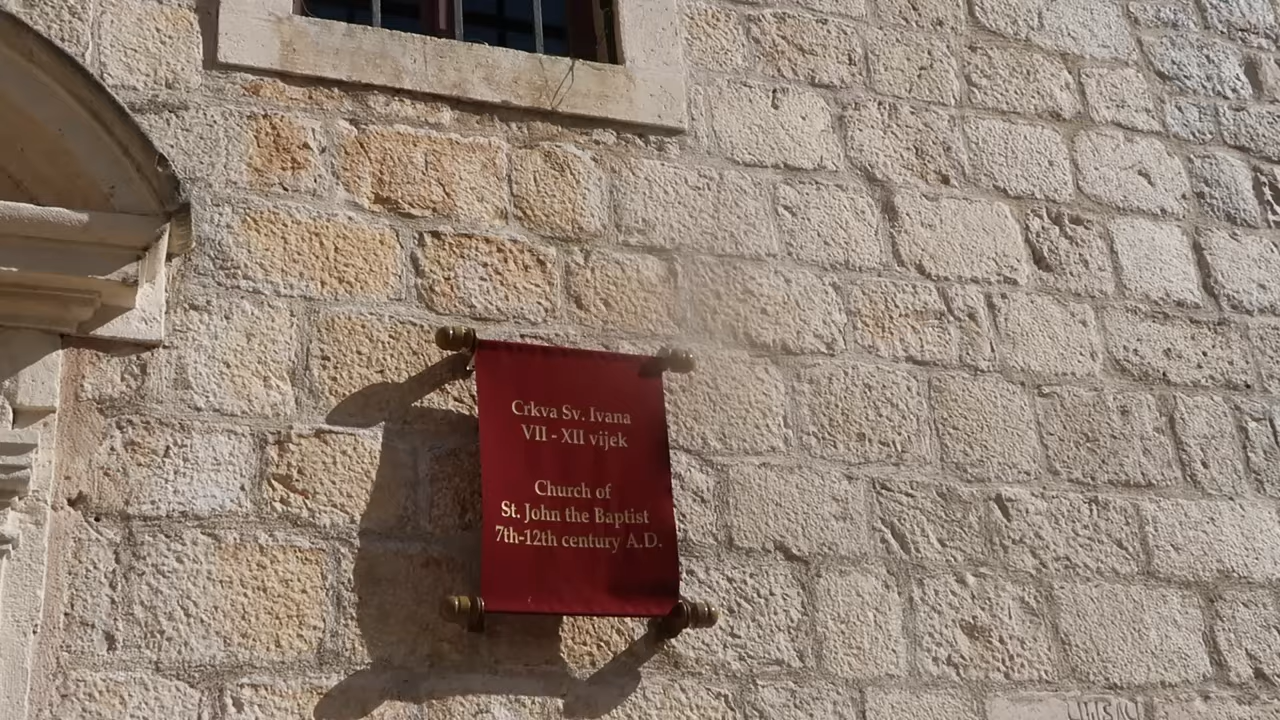 Crkva Sv. Ivana
VII - XII vijek
Church of
St. John the Baptist
7th-12th century A.D.